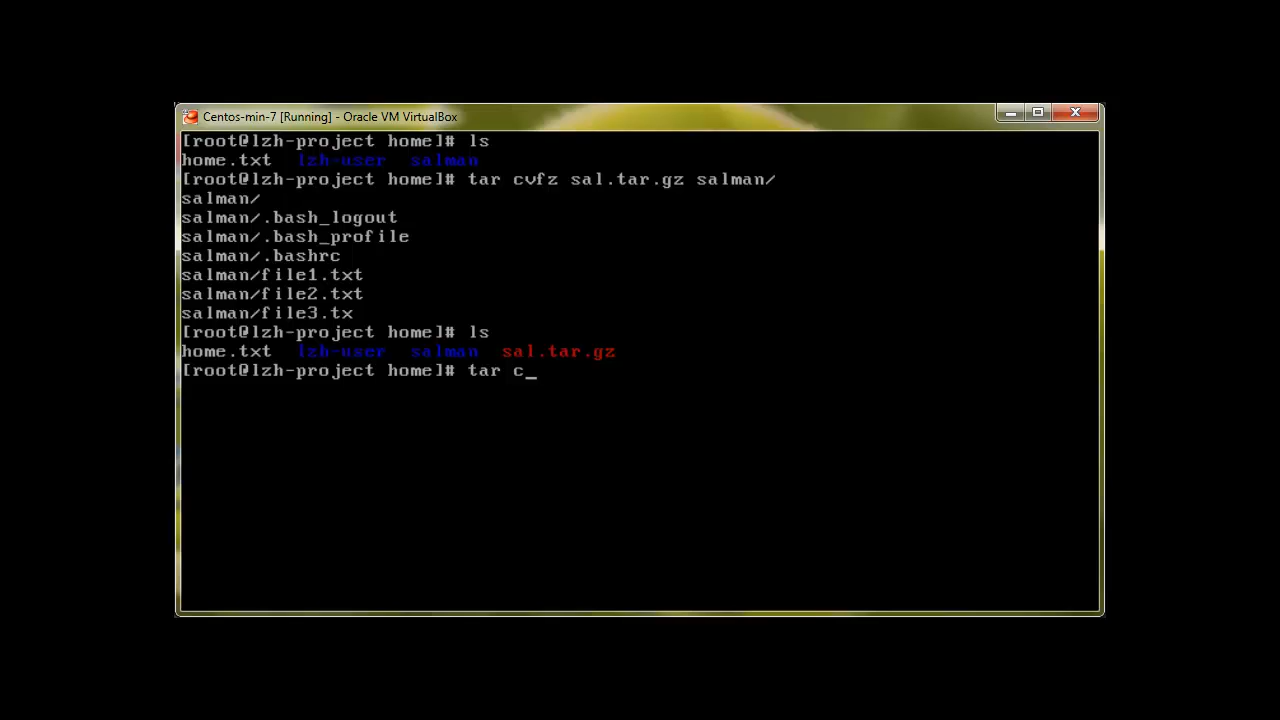 Centos-min-7 [Running] - Oracle VM VirtualBox
[root@lzh-project home]# ls
home.txt lzh-user salman
[root@lzh-project home]# tar cvfz sal.tar.gz salman/
salman/
salman/.bash_logout
salman/.bash_profile
salman/.bashrc
salman/file1.txt
salman/file2.txt
salman/file3.tx
[root@lzh-project home]# ls
home.txt lzh-user salman sal.tar.gz
[root@lzh-project home]# tar c_